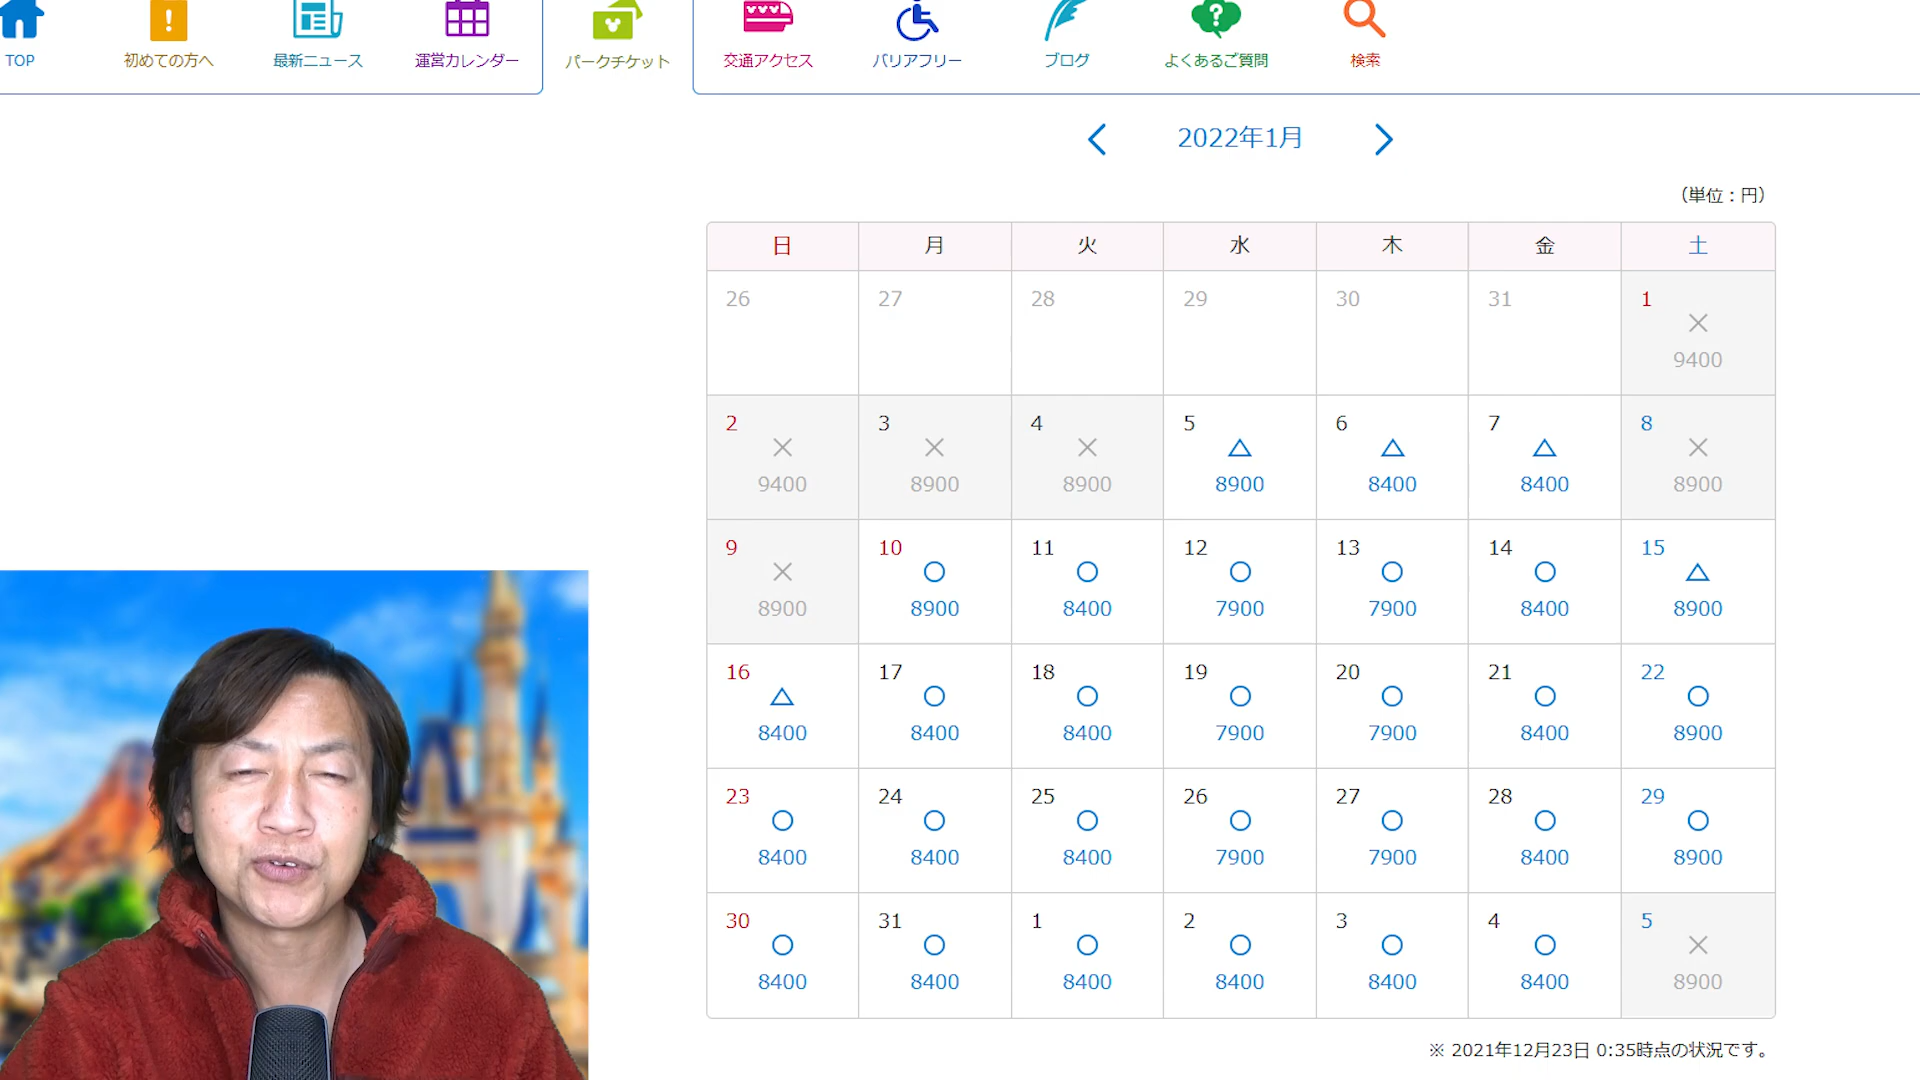 TOP 初めての方へ 最新ニュース 運営カレンダー パークチケット 交通アクセス バリアフリー ブログ よくあるご質問 検索
2022年1月
（単位：円）
日 月 火 水 木 金 土
26 27 28 29 30 31 1
×
9400
2 3 4 5 6 7 8
× × × △ △ △ ×
9400 8900 8900 8900 8400 8400 8900
9 10 11 12 13 14 15
× ○ ○ ○ ○ ○ △
8900 8900 8400 7900 7900 8400 8900
16 17 18 19 20 21 22
△ ○ ○ ○ ○ ○ ○
8400 8400 8400 7900 7900 8400 8900
23 24 25 26 27 28 29
○ ○ ○ ○ ○ ○ ○
8400 8400 8400 7900 7900 8400 8900
30 31 1 2 3 4 5
○ ○ ○ ○ ○ ○ ×
8400 8400 8400 8400 8400 8400 8900
※ 2021年12月23日 0:35時点の状況です。